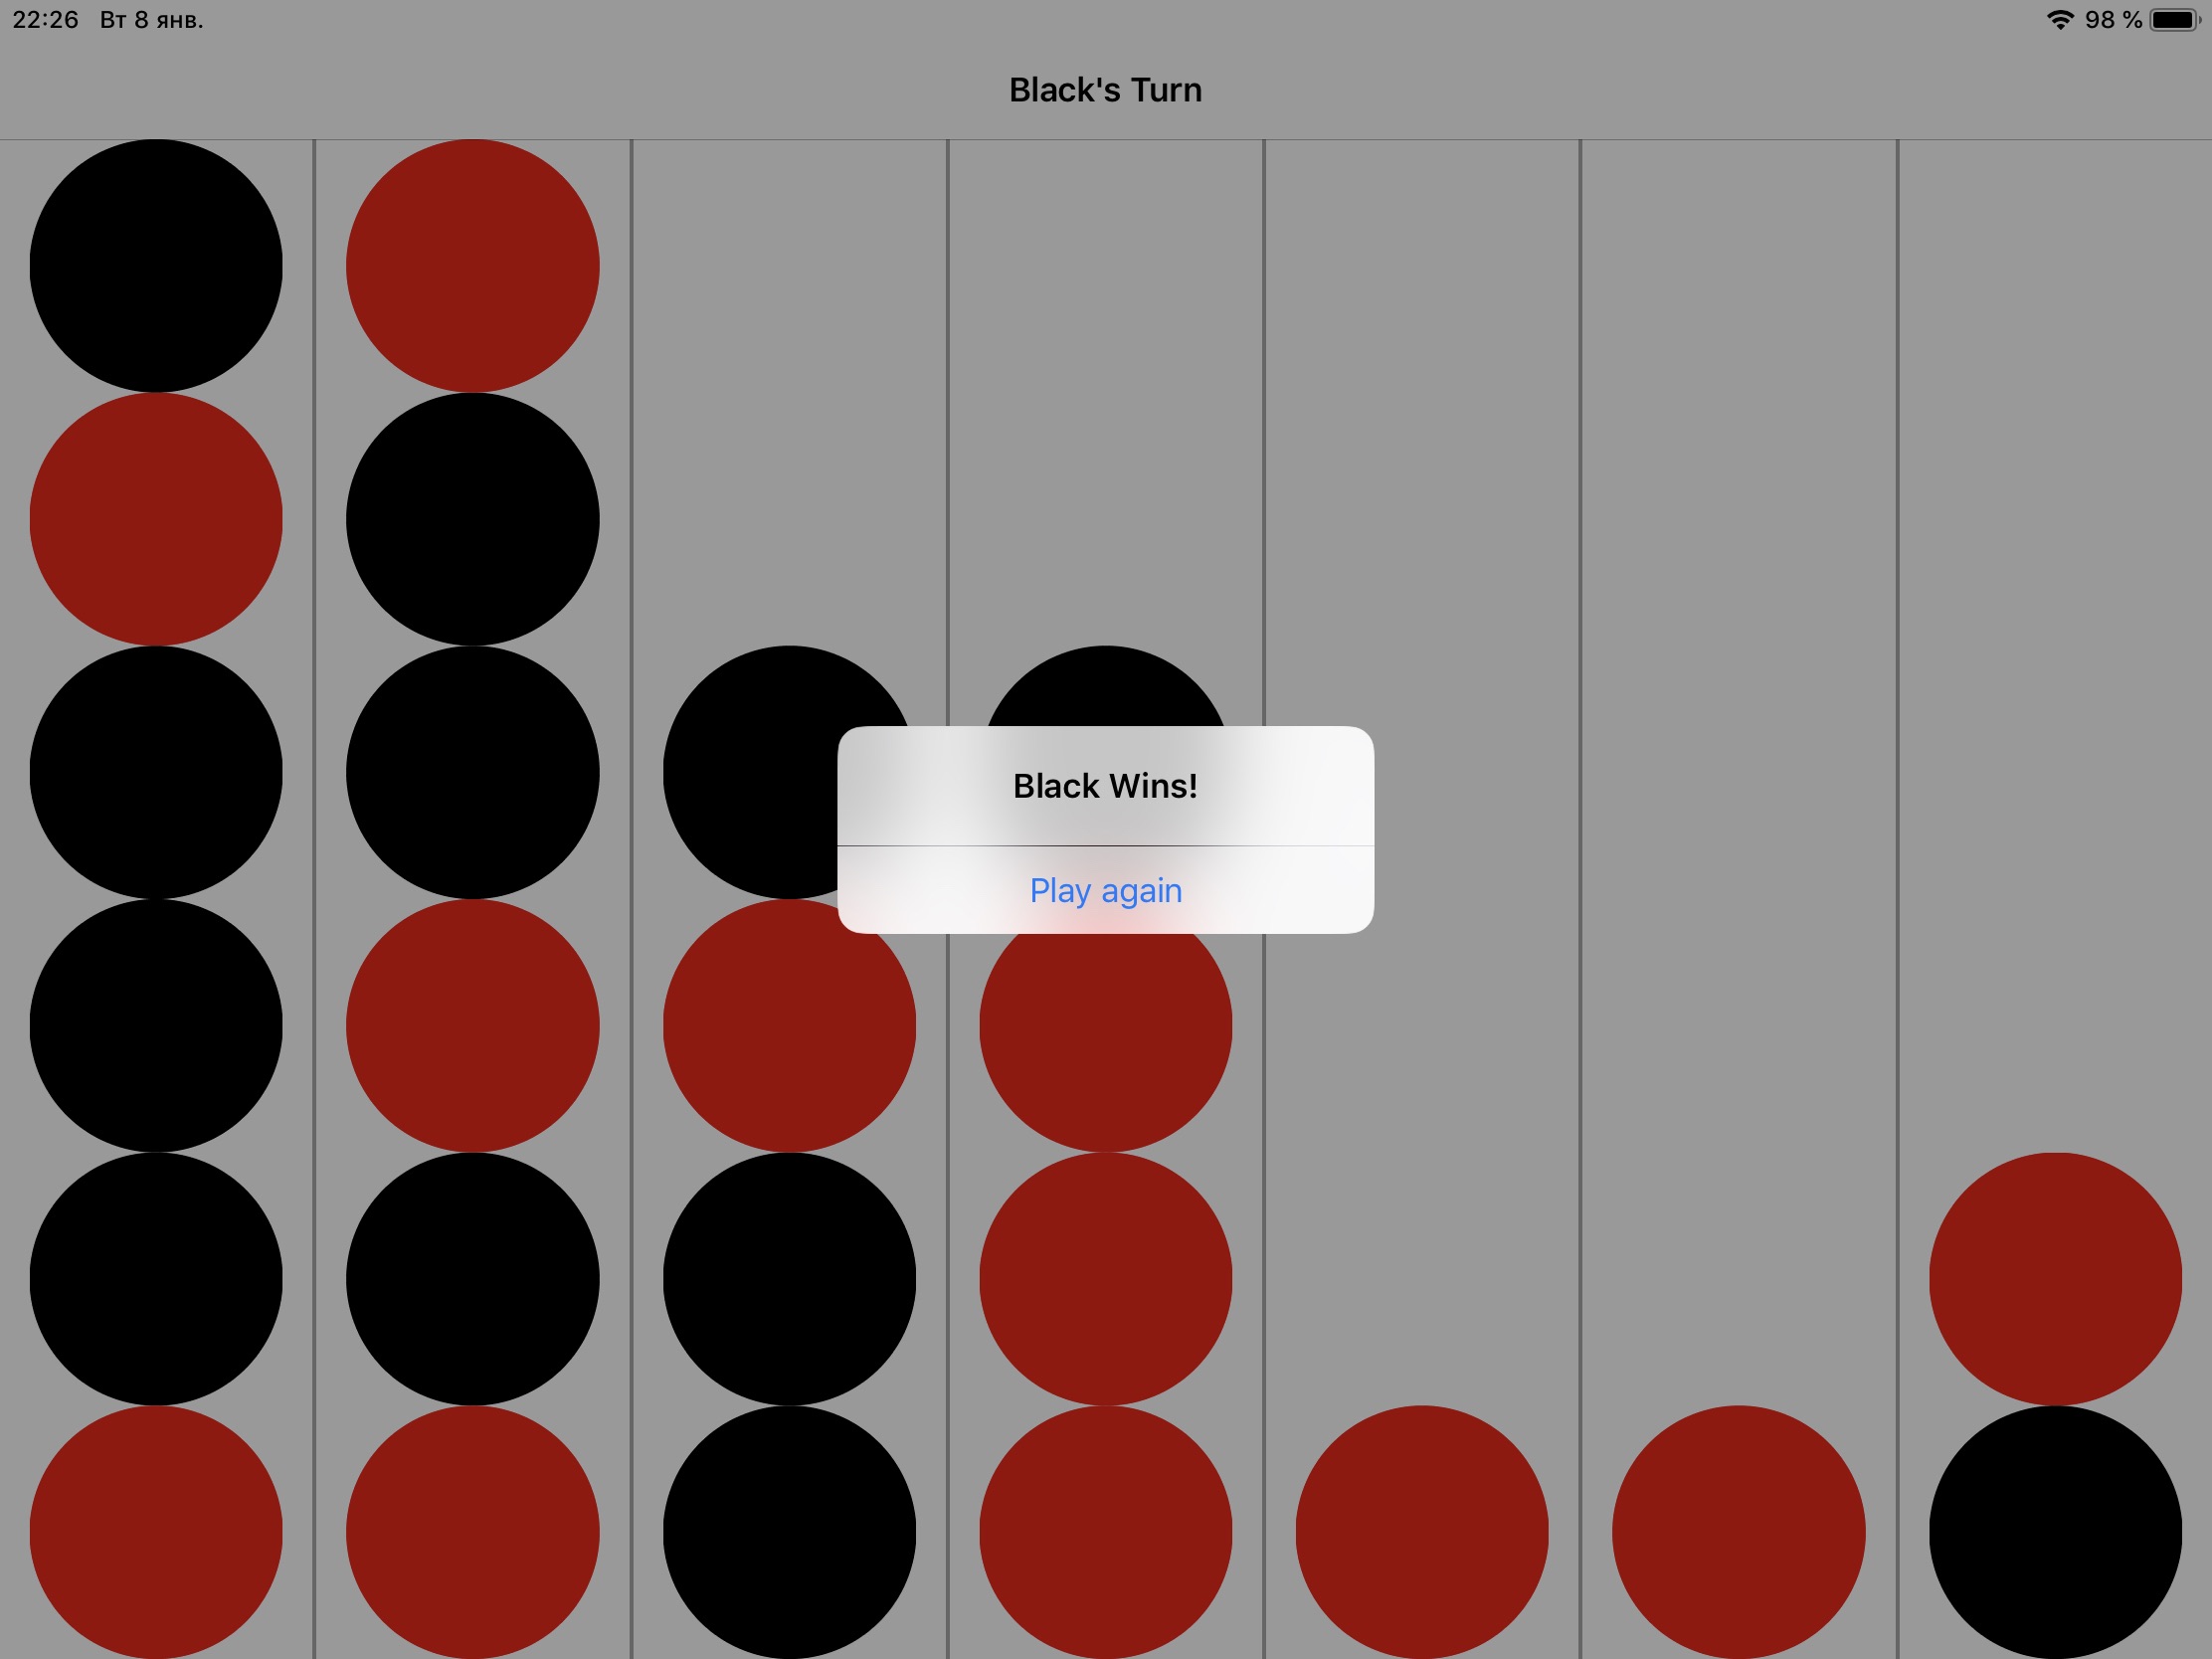 22:26 Вт 8 янв.
98 %
Black's Turn
Black Wins!
Play again